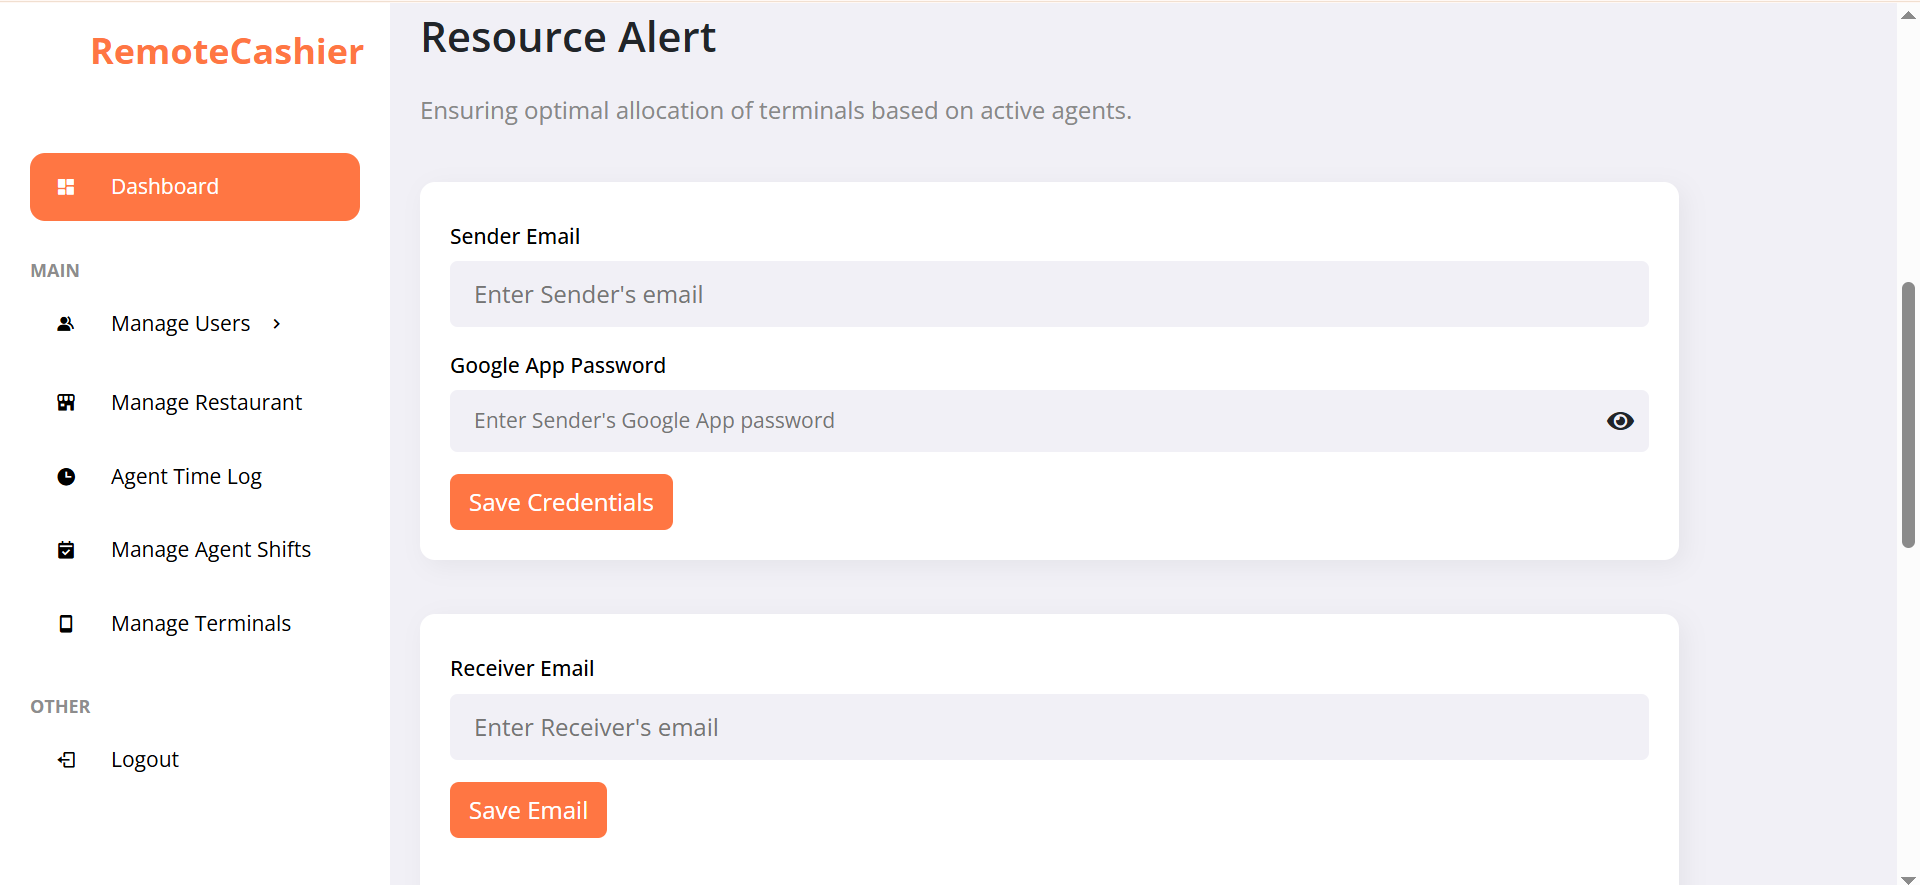 RemoteCashier
Dashboard
MAIN
Manage Users
Manage Restaurant
Agent Time Log
Manage Agent Shifts
Manage Terminals
OTHER
Logout
Resource Alert
Ensuring optimal allocation of terminals based on active agents.
Sender Email
Enter Sender's email
Google App Password
Enter Sender's Google App password
Save Credentials
Receiver Email
Enter Receiver's email
Save Email